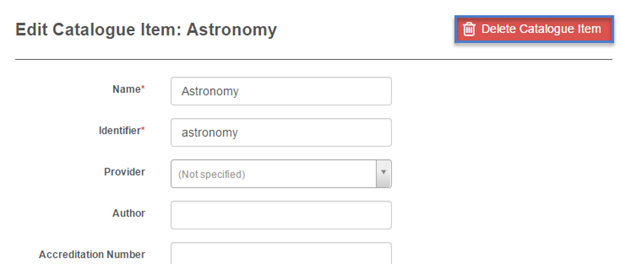 Edit Catalogue Item: Astronomy
Delete Catalogue Item
Name* Astronomy
Identifier* astronomy
Provider (Not specified)
Author
Accreditation Number